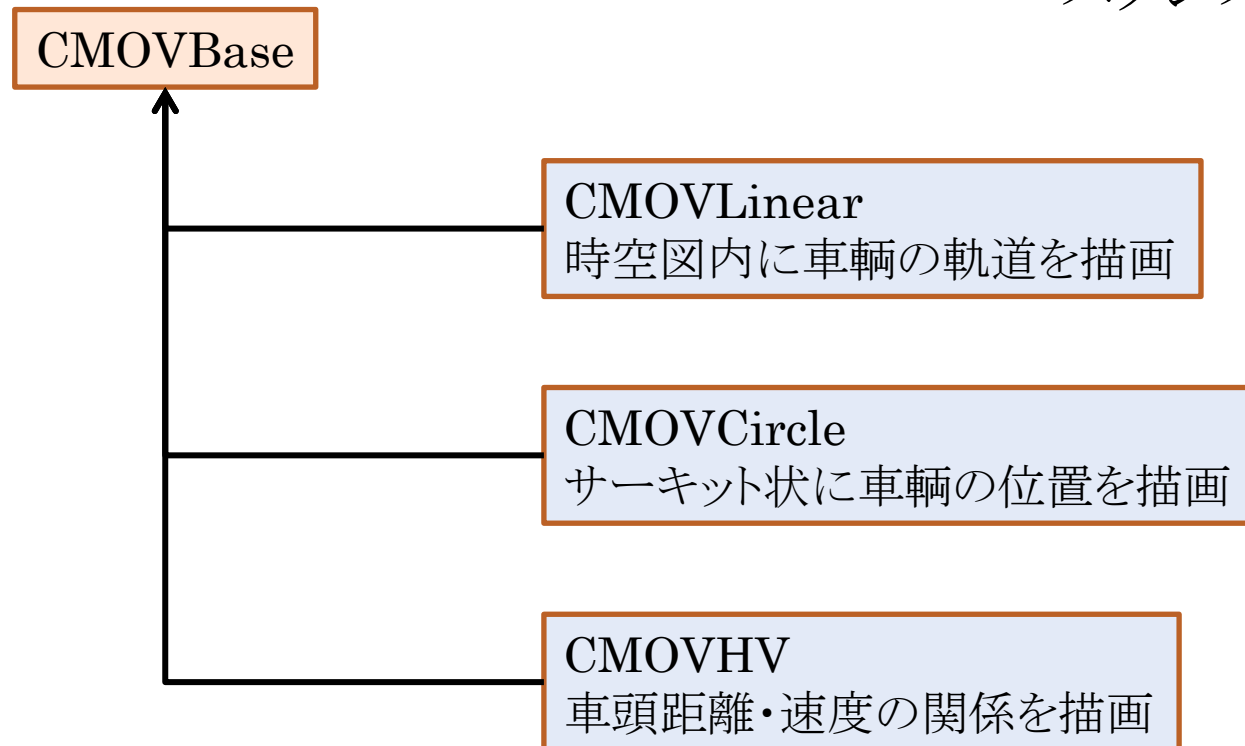 CMOVBase
CMOVLinear
時空図内に車輌の軌道を描画
CMOVCircle
サーキット状に車輌の位置を描画
CMOVHV
車頭距離・速度の関係を描画